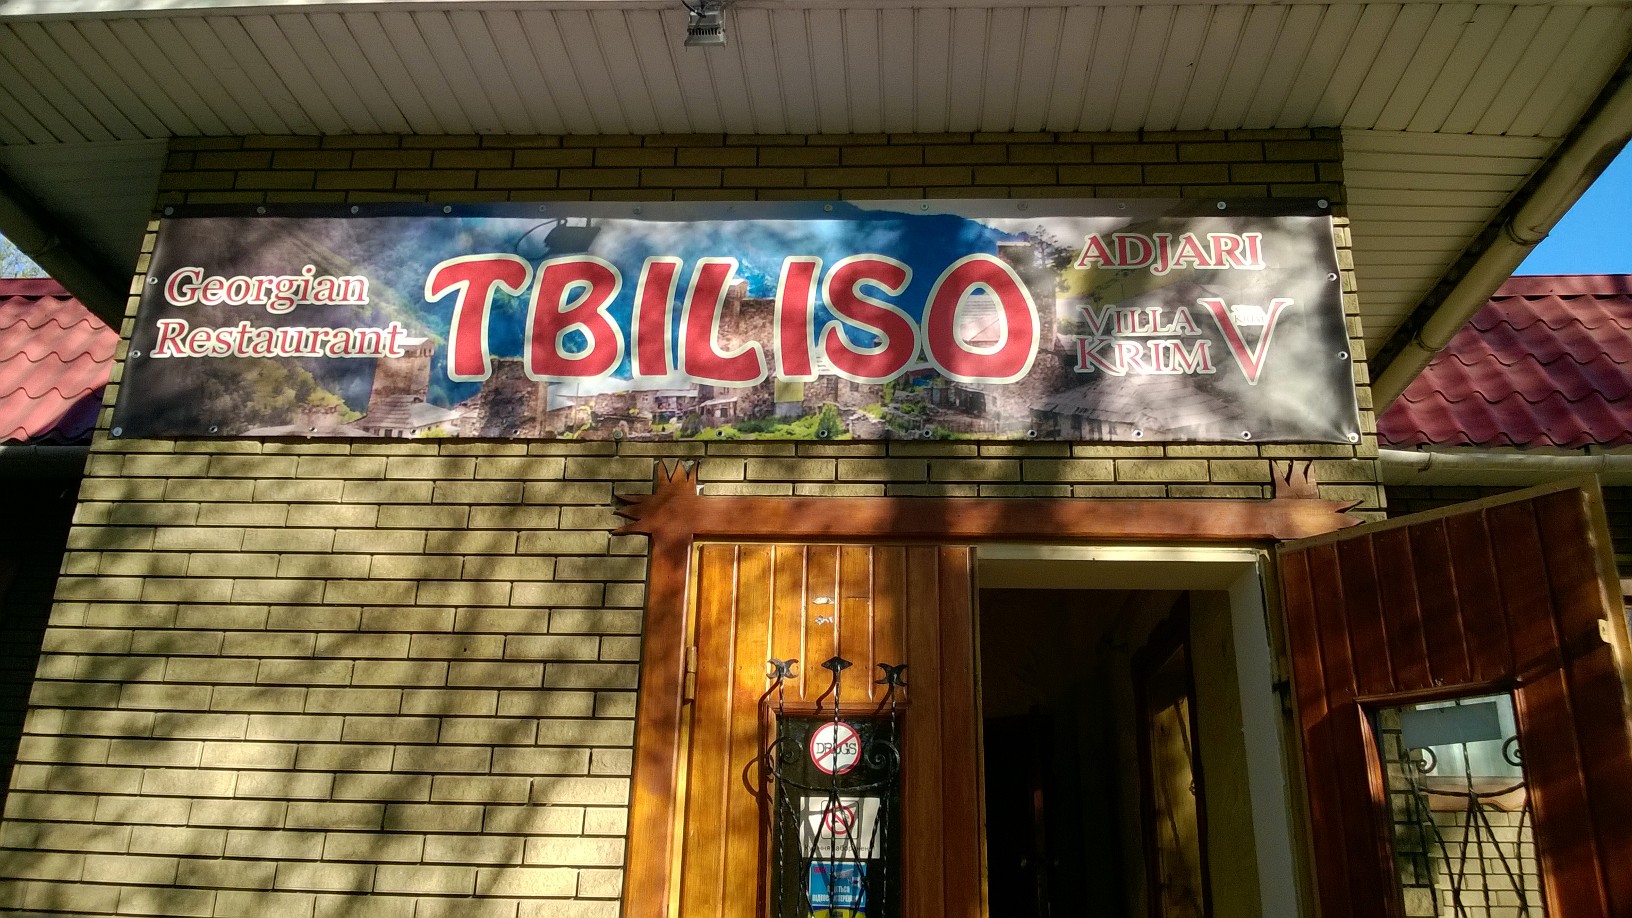 Georgian
Restaurant
TBILISO
ADJARI
VILLA
KRIM
DRUGS